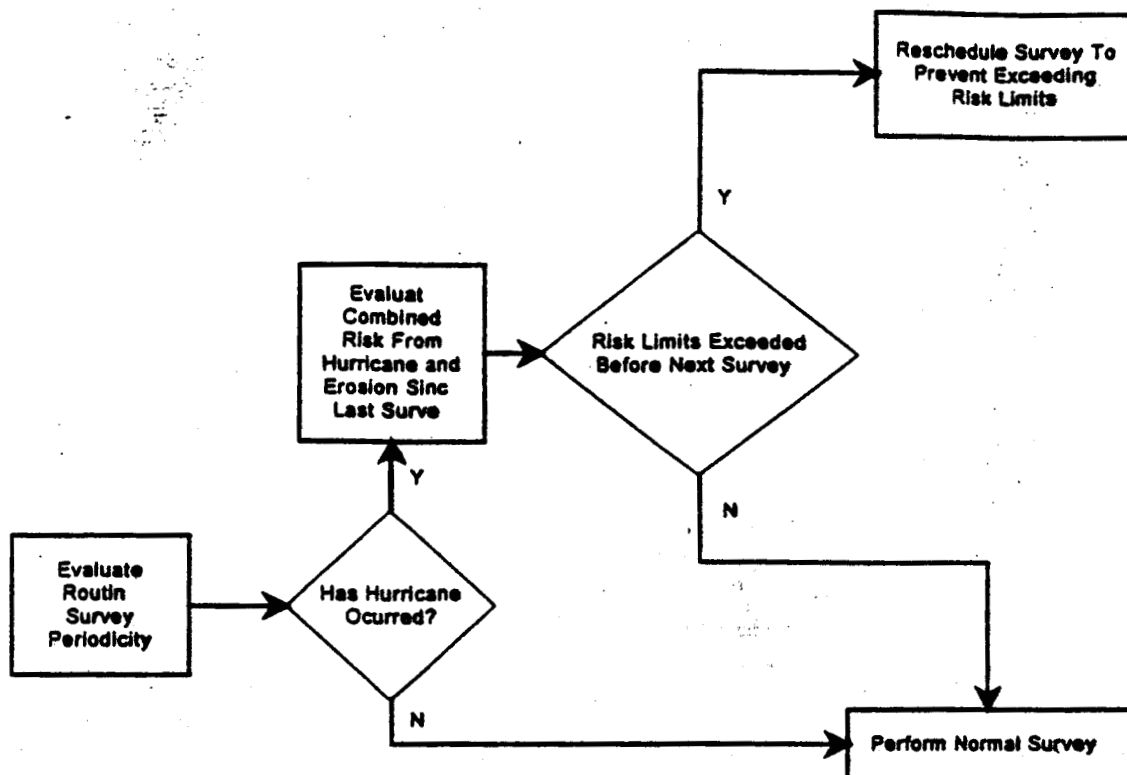 Reschedule Survey To
Prevent Exceeding
Risk Limits
Y
Evaluat
Combined
Risk From
Hurricane and
Erosion Sinc
Last Surve
Risk Limits Exceeded
Before Next Survey
Y
N
Evaluate
Routin
Survey
Periodicity
Has Hurricane
Ocurred?
N
Perform Normal Survey